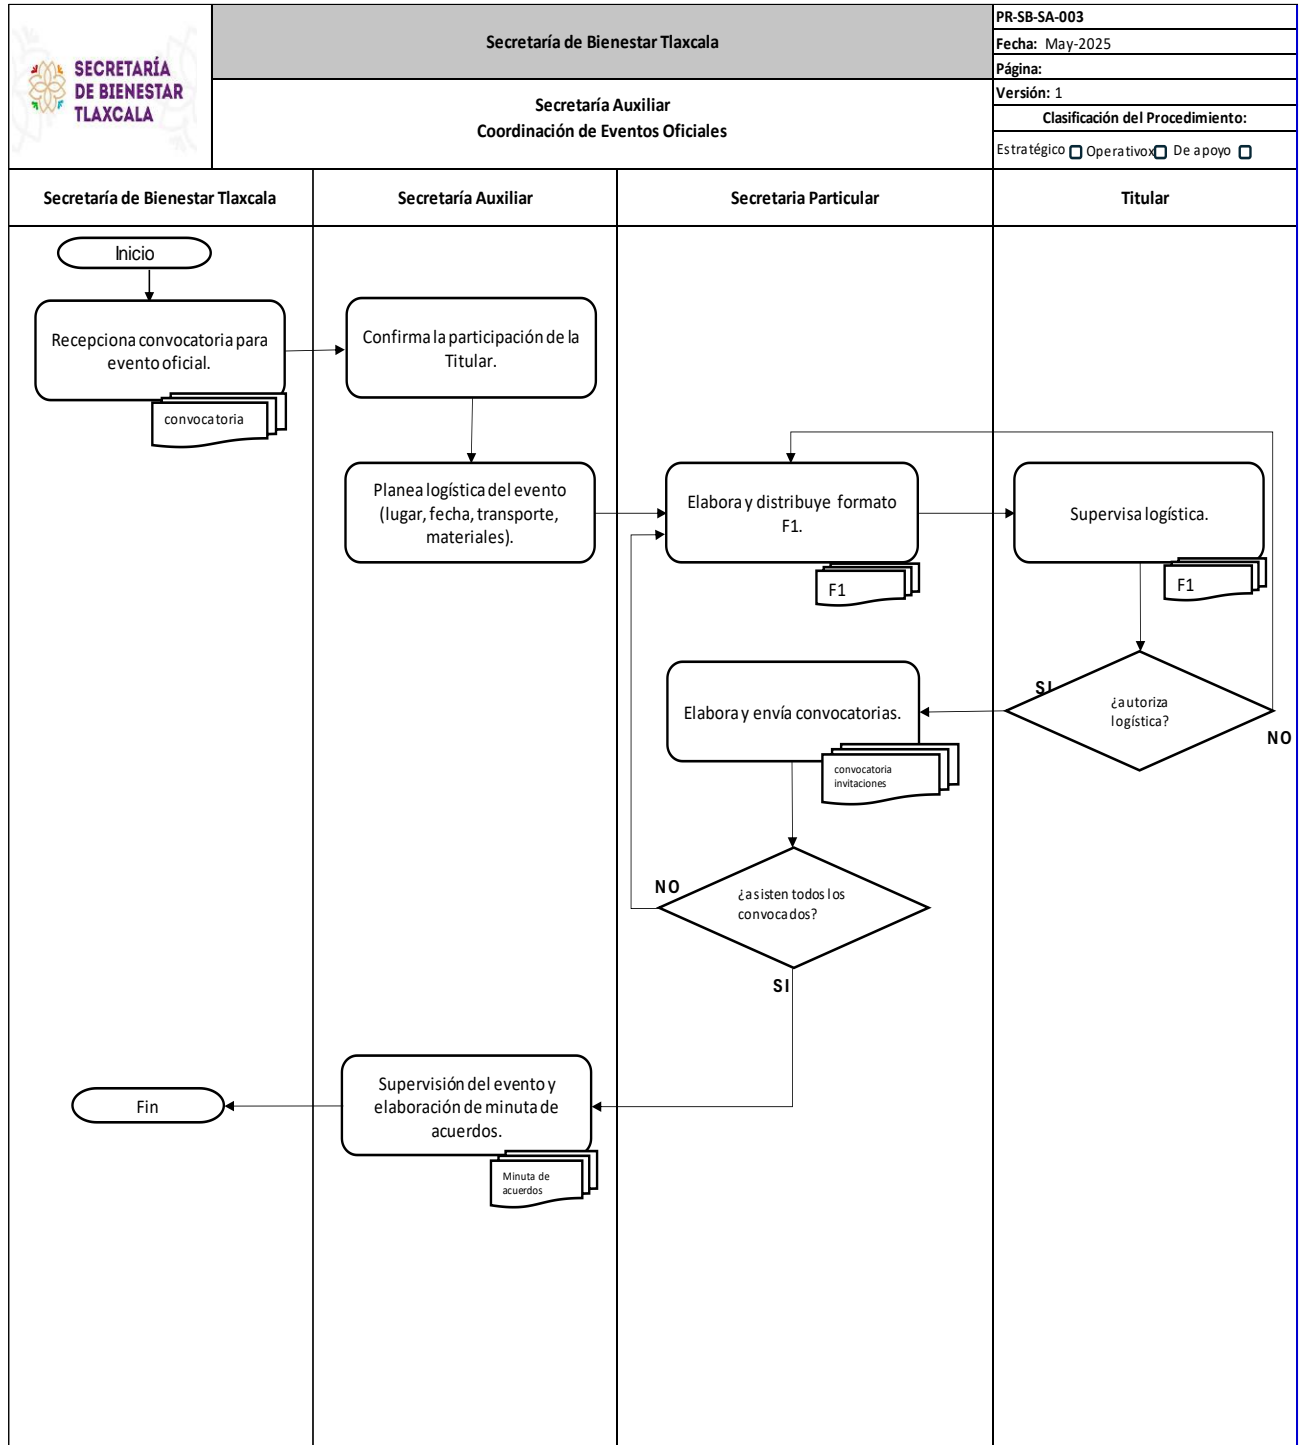 SECRETARÍA
DE BIENESTAR
TLAXCALA
Secretaría de Bienestar Tlaxcala
Secretaría Auxiliar
Coordinación de Eventos Oficiales
PR-SB-SA-003
Fecha: May-2025
Página:
Versión: 1
Clasificación del Procedimiento:
Estratégico Operativox De apoyo
Secretaría de Bienestar Tlaxcala
Secretaría Auxiliar
Secretaria Particular
Titular
Inicio
Recepciona convocatoria para
evento oficial.
convocatoria
Confirma la participación de la
Titular.
Planea logística del evento
(lugar, fecha, transporte,
materiales).
Elabora y distribuye formato
F1.
F1
Supervisa logística.
F1
SI
¿autoriza
logística?
NO
Elabora y envía convocatorias.
convocatoria
invitaciones
NO
¿asisten todos los
convocados?
SI
Supervisión del evento y
elaboración de minuta de
acuerdos.
Minuta de
acuerdos
Fin